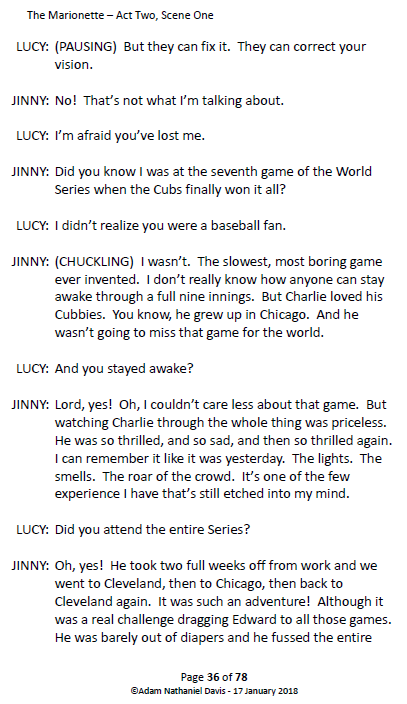 The Marionette – Act Two, Scene One
LUCY: (PAUSING)  But they can fix it.  They can correct your
vision.
JINNY: No!  That's not what I'm talking about.
LUCY: I'm afraid you've lost me.
JINNY: Did you know I was at the seventh game of the World
Series when the Cubs finally won it all?
LUCY: I didn't realize you were a baseball fan.
JINNY: (CHUCKLING)  I wasn't.  The slowest, most boring game
ever invented.  I don't really know how anyone can stay
awake through a full nine innings.  But Charlie loved his
Cubbies.  You know, he grew up in Chicago.  And he
wasn't going to miss that game for the world.
LUCY: And you stayed awake?
JINNY: Lord, yes!  Oh, I couldn't care less about that game.  But
watching Charlie through the whole thing was priceless.
He was so thrilled, and so sad, and then so thrilled again.
I can remember it like it was yesterday.  The lights.  The
smells.  The roar of the crowd.  It's one of the few
experience I have that's still etched into my mind.
LUCY: Did you attend the entire Series?
JINNY: Oh, yes!  He took two full weeks off from work and we
went to Cleveland, then to Chicago, then back to
Cleveland again.  It was such an adventure!  Although it
was a real challenge dragging Edward to all those games.
He was barely out of diapers and he fussed the entire
Page 36 of 78
©Adam Nathaniel Davis - 17 January 2018